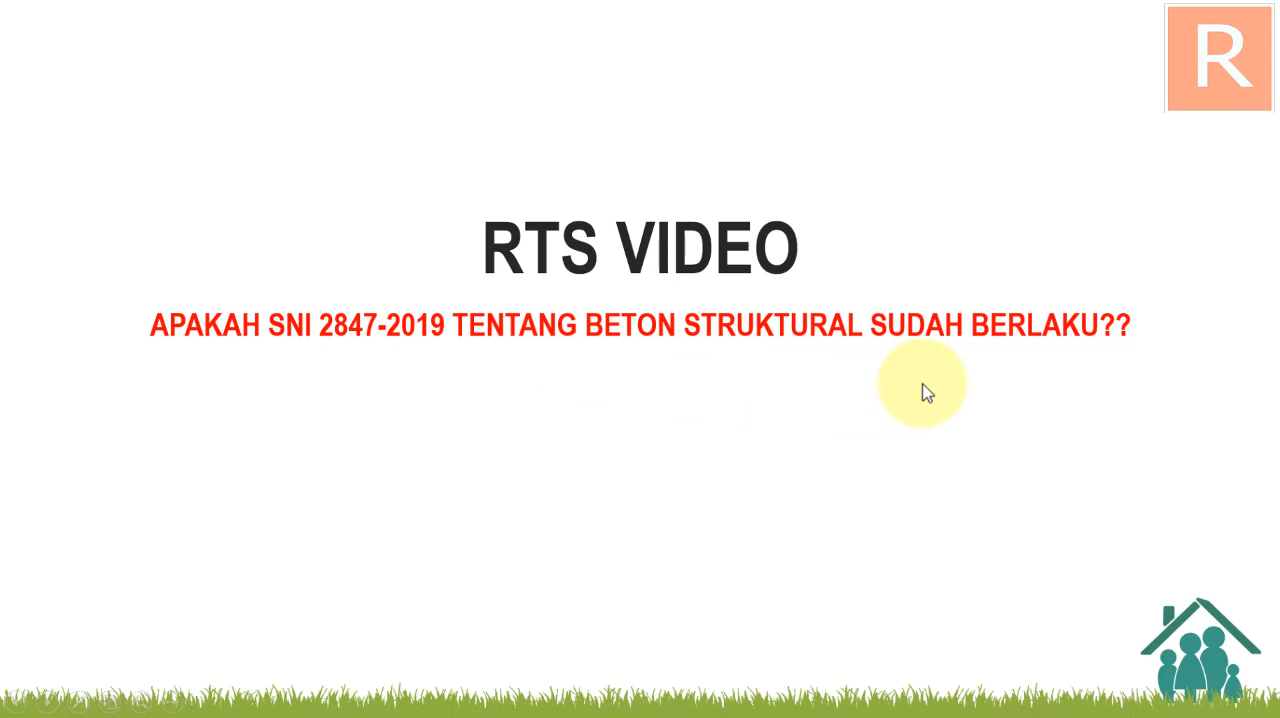 R
RTS VIDEO
APAKAH SNI 2847-2019 TENTANG BETON STRUKTURAL SUDAH BERLAKU??